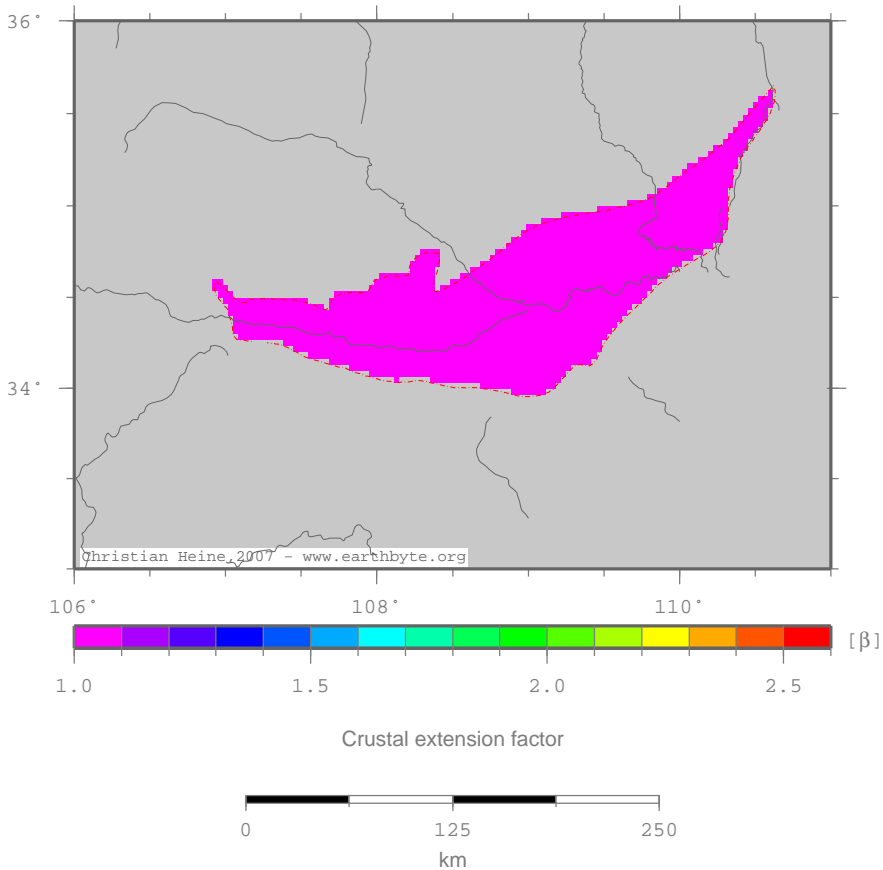 36°
34°
Christian Heine, 2007 - www.earthbyte.org
106° 108° 110°
[β]
1.0 1.5 2.0 2.5
Crustal extension factor
0 125 250
km